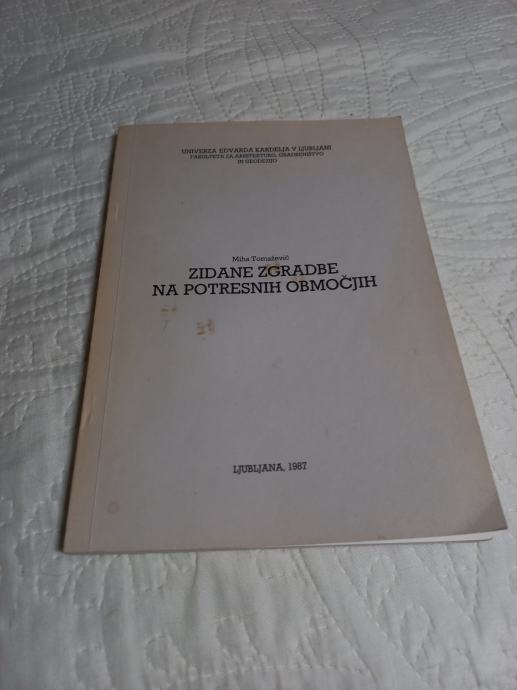 UNIVERZA EDVARDA KARDELJA V LJUBLJANI
FAKULTETA ZA ARHITEKTURO, GRADBENIŠTVO
IN GEODEZIJO
Miha Tomaževič
ZIDANE ZGRADBE
NA POTRESNIH OBMOČJIH
LJUBLJANA, 1987